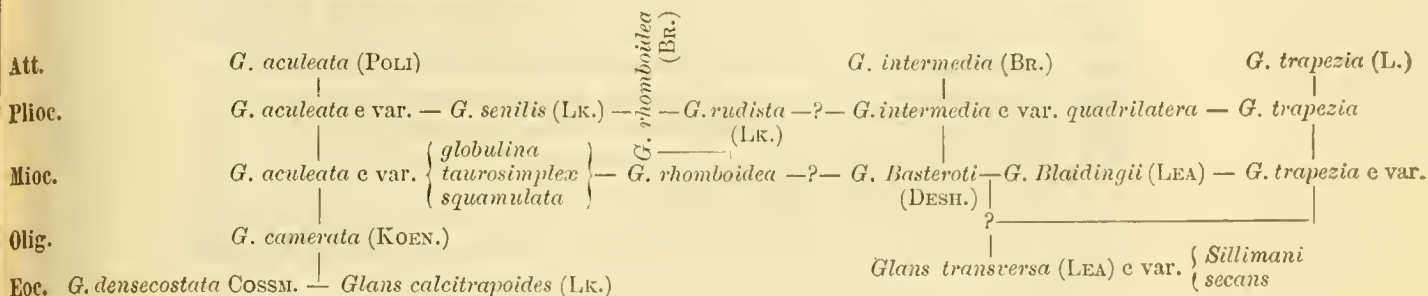 Att. G. aculeata (POLI) G. rhomboidea (BR.) G. intermedia (BR.) G. trapezia (L.)
Plioc. G. aculeata e var. — G. senilis (LK.) — — G. rudista —?— G. intermedia e var. quadrilatera — G. trapezia
(LK.)
globulina
Mioc. G. aculeata e var. { taurosimplex } — G. rhomboidea —?— G. Basteroti — G. Blaidingii (LEA) — G. trapezia e var.
squamulata (DESH.)
?
Olig. G. camerata (KOEN.)
Glans transversa (LEA) e var. { Sillimani
secans
Eoc. G. densecostata COSSM. — Glans calcitrapoides (LK.)